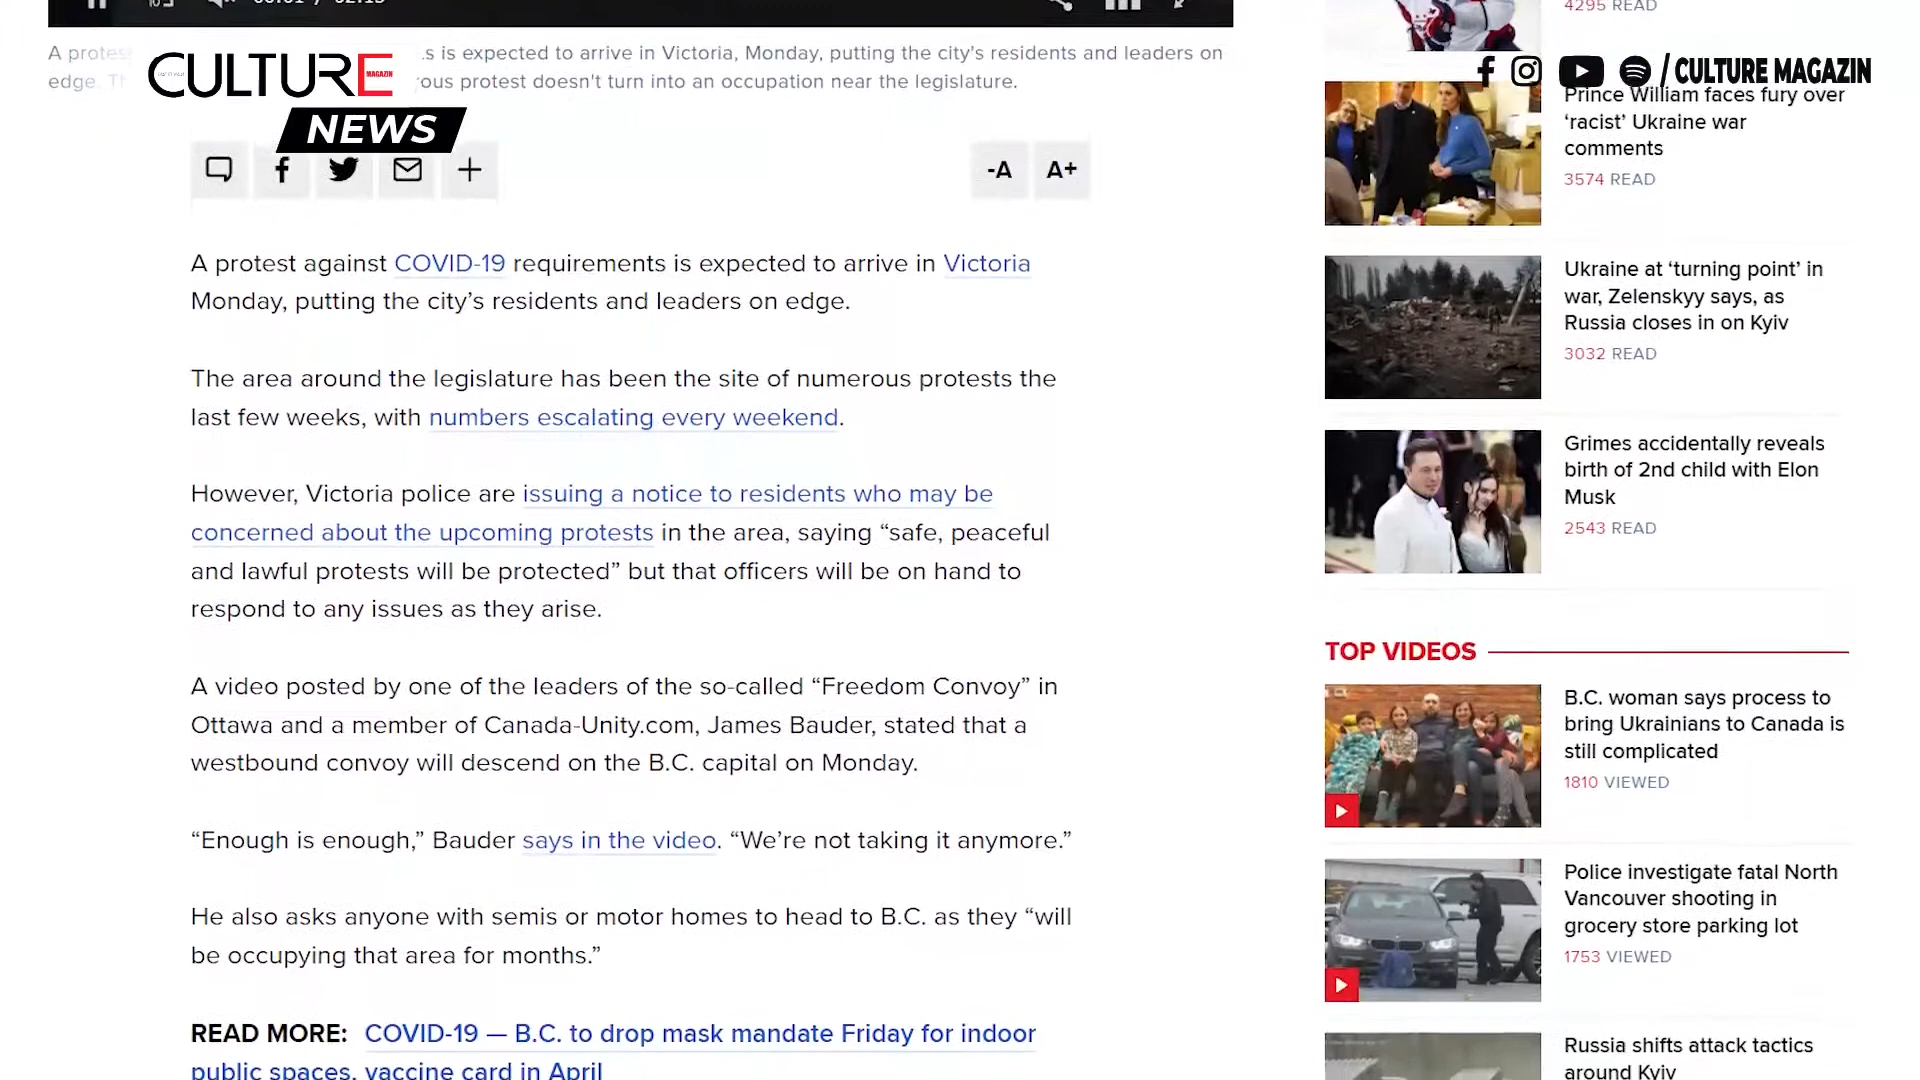 A protes
s is expected to arrive in Victoria, Monday, putting the city's residents and leaders on
edge. Th
ous protest doesn't turn into an occupation near the legislature.
CULTURE
MAGAZIN
NEWS
/ CULTURE MAGAZIN
-A
A+
A protest against COVID-19 requirements is expected to arrive in Victoria
Monday, putting the city’s residents and leaders on edge.
The area around the legislature has been the site of numerous protests the
last few weeks, with numbers escalating every weekend.
However, Victoria police are issuing a notice to residents who may be
concerned about the upcoming protests in the area, saying “safe, peaceful
and lawful protests will be protected” but that officers will be on hand to
respond to any issues as they arise.
A video posted by one of the leaders of the so-called “Freedom Convoy” in
Ottawa and a member of Canada-Unity.com, James Bauder, stated that a
westbound convoy will descend on the B.C. capital on Monday.
“Enough is enough,” Bauder says in the video. “We’re not taking it anymore.”
He also asks anyone with semis or motor homes to head to B.C. as they “will
be occupying that area for months.”
READ MORE: COVID-19 — B.C. to drop mask mandate Friday for indoor
public spaces, vaccine card in April
4295 READ
Prince William faces fury over
‘racist’ Ukraine war
comments
3574 READ
Ukraine at ‘turning point’ in
war, Zelenskyy says, as
Russia closes in on Kyiv
3032 READ
Grimes accidentally reveals
birth of 2nd child with Elon
Musk
2543 READ
TOP VIDEOS
B.C. woman says process to
bring Ukrainians to Canada is
still complicated
1810 VIEWED
Police investigate fatal North
Vancouver shooting in
grocery store parking lot
1753 VIEWED
Russia shifts attack tactics
around Kyiv